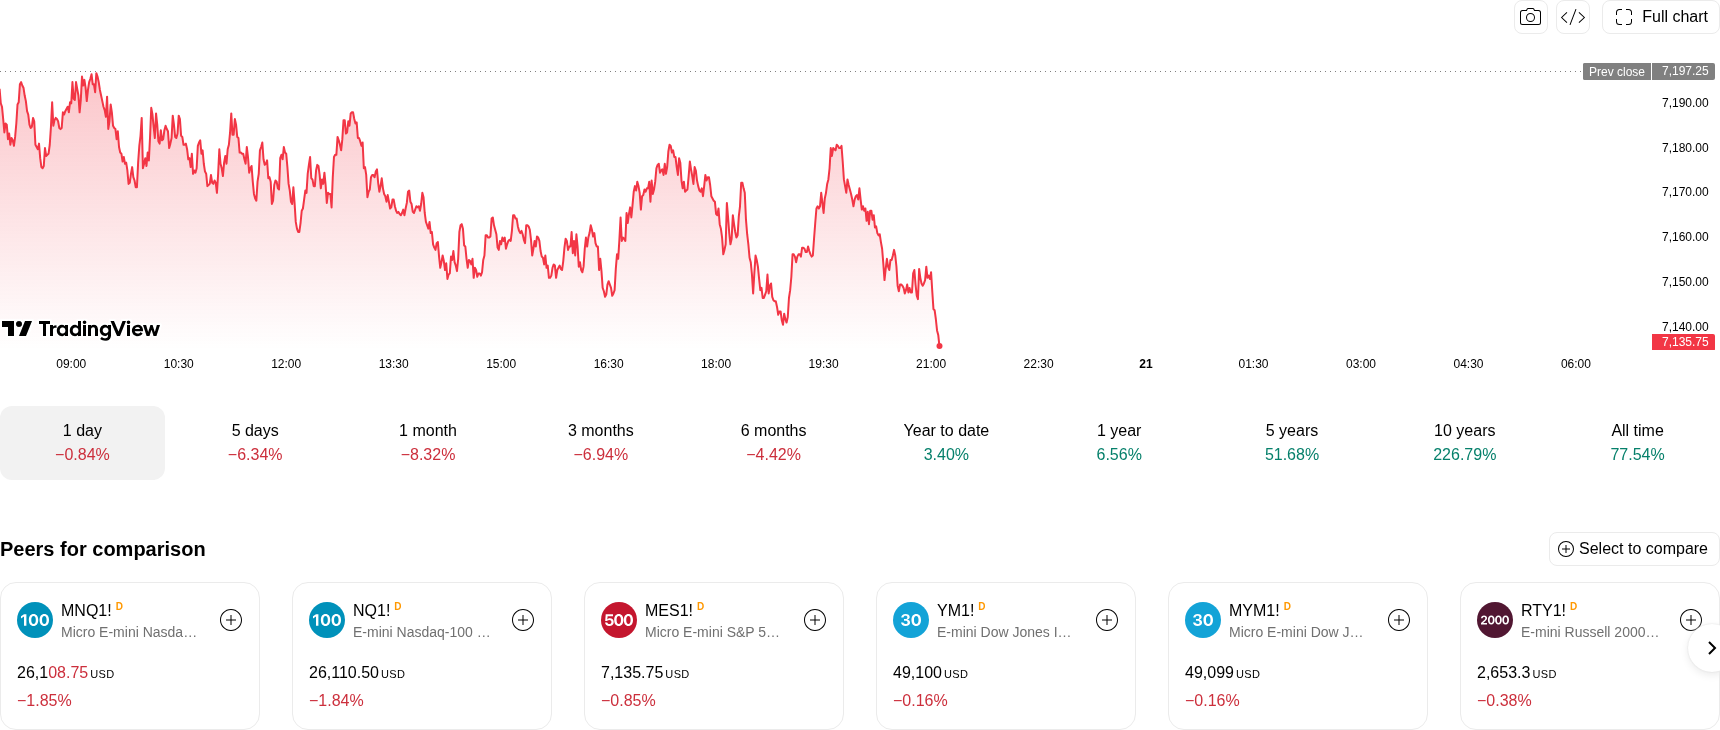 </> Full chart
Prev close 7,197.25
7,190.00
7,180.00
7,170.00
7,160.00
7,150.00
7,140.00
7,135.75
TradingView
09:00 10:30 12:00 13:30 15:00 16:30 18:00 19:30 21:00 22:30 21 01:30 03:00 04:30 06:00
1 day 5 days 1 month 3 months 6 months Year to date 1 year 5 years 10 years All time
−0.84% −6.34% −8.32% −6.94% −4.42% 3.40% 6.56% 51.68% 226.79% 77.54%
Peers for comparison
Select to compare
100 MNQ1! D
Micro E-mini Nasda…
26,108.75 USD
−1.85%
100 NQ1! D
E-mini Nasdaq-100 …
26,110.50 USD
−1.84%
500 MES1! D
Micro E-mini S&P 5…
7,135.75 USD
−0.85%
30 YM1! D
E-mini Dow Jones I…
49,100 USD
−0.16%
30 MYM1! D
Micro E-mini Dow J…
49,099 USD
−0.16%
2000 RTY1! D
E-mini Russell 2000…
2,653.3 USD
−0.38%